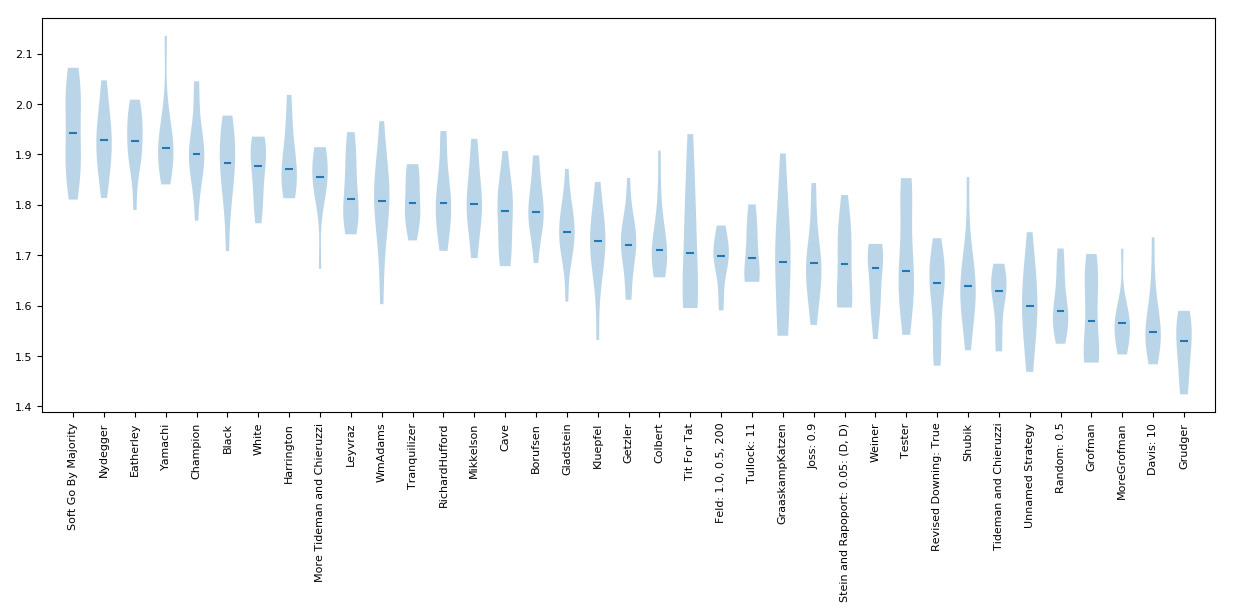 2.1
2.0
1.9
1.8
1.7
1.6
1.5
1.4
Soft Go By Majority
Nydegger
Eatherley
Yamachi
Champion
Black
White
Harrington
More Tideman and Chieruzzi
Leyvraz
WmAdams
Tranquilizer
RichardHufford
Mikkelson
Cave
Borufsen
Gladstein
Kluepfel
Getzler
Colbert
Tit For Tat
Feld: 1.0, 0.5, 200
Tullock: 11
GraaskampKatzen
Joss: 0.9
Stein and Rapoport: 0.05: (D, D)
Weiner
Tester
Revised Downing: True
Shubik
Tideman and Chieruzzi
Unnamed Strategy
Random: 0.5
Grofman
MoreGrofman
Davis: 10
Grudger